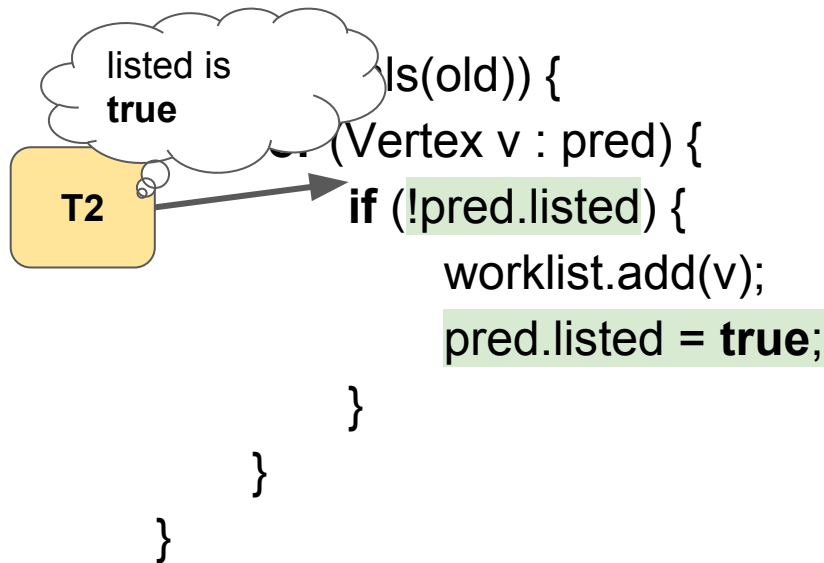 listed is
true
ls(old)) {
(Vertex v : pred) {
T2
if (!pred.listed) {
worklist.add(v);
pred.listed = true;
}
}
}